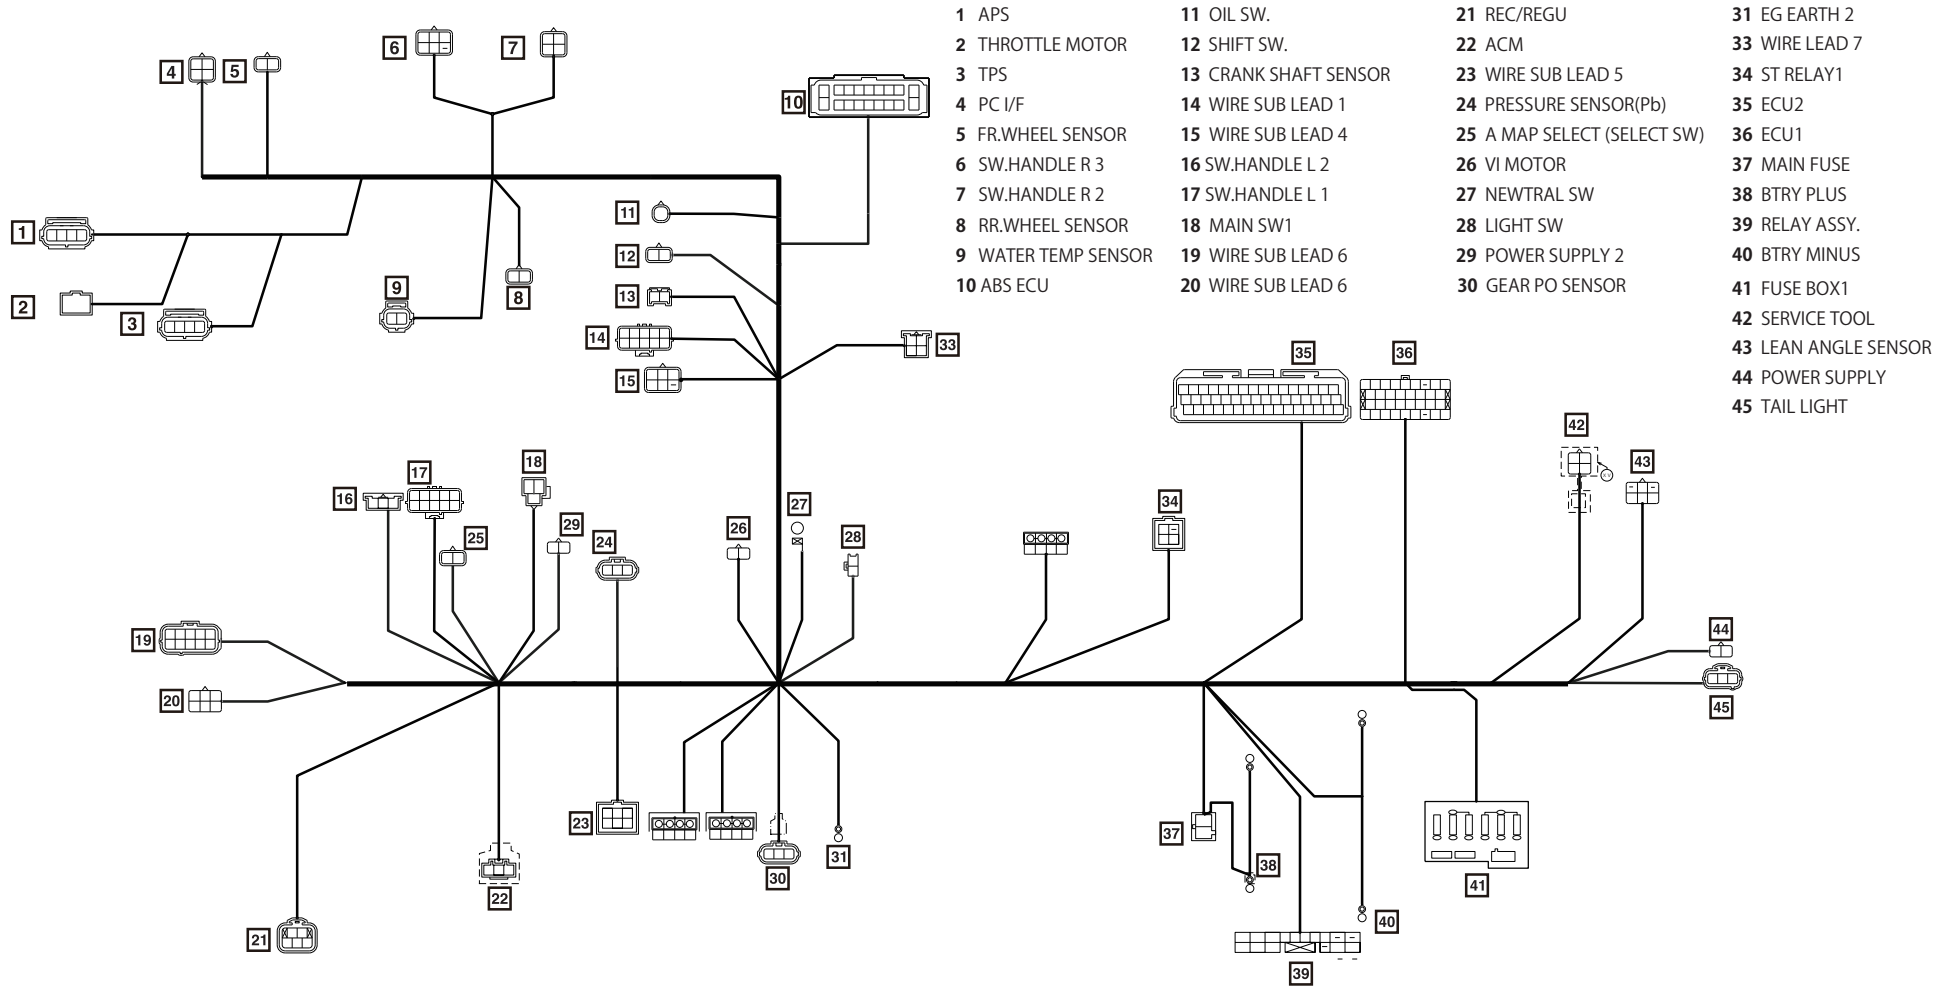 1 APS
2 THROTTLE MOTOR
3 TPS
4 PC I/F
5 FR.WHEEL SENSOR
6 SW.HANDLE R 3
7 SW.HANDLE R 2
8 RR.WHEEL SENSOR
9 WATER TEMP SENSOR
10 ABS ECU
11 OIL SW.
12 SHIFT SW.
13 CRANK SHAFT SENSOR
14 WIRE SUB LEAD 1
15 WIRE SUB LEAD 4
16 SW.HANDLE L 2
17 SW.HANDLE L 1
18 MAIN SW1
19 WIRE SUB LEAD 6
20 WIRE SUB LEAD 6
21 REC/REGU
22 ACM
23 WIRE SUB LEAD 5
24 PRESSURE SENSOR(Pb)
25 A MAP SELECT (SELECT SW)
26 VI MOTOR
27 NEWTRAL SW
28 LIGHT SW
29 POWER SUPPLY 2
30 GEAR PO SENSOR
31 EG EARTH 2
33 WIRE LEAD 7
34 ST RELAY1
35 ECU2
36 ECU1
37 MAIN FUSE
38 BTRY PLUS
39 RELAY ASSY.
40 BTRY MINUS
41 FUSE BOX1
42 SERVICE TOOL
43 LEAN ANGLE SENSOR
44 POWER SUPPLY
45 TAIL LIGHT
4
5
6
7
10
1
2
3
9
8
11
12
13
14
15
33
35
36
16
17
18
25
29
24
26
27
28
34
42
43
19
20
44
45
23
22
21
30
31
37
38
39
40
41